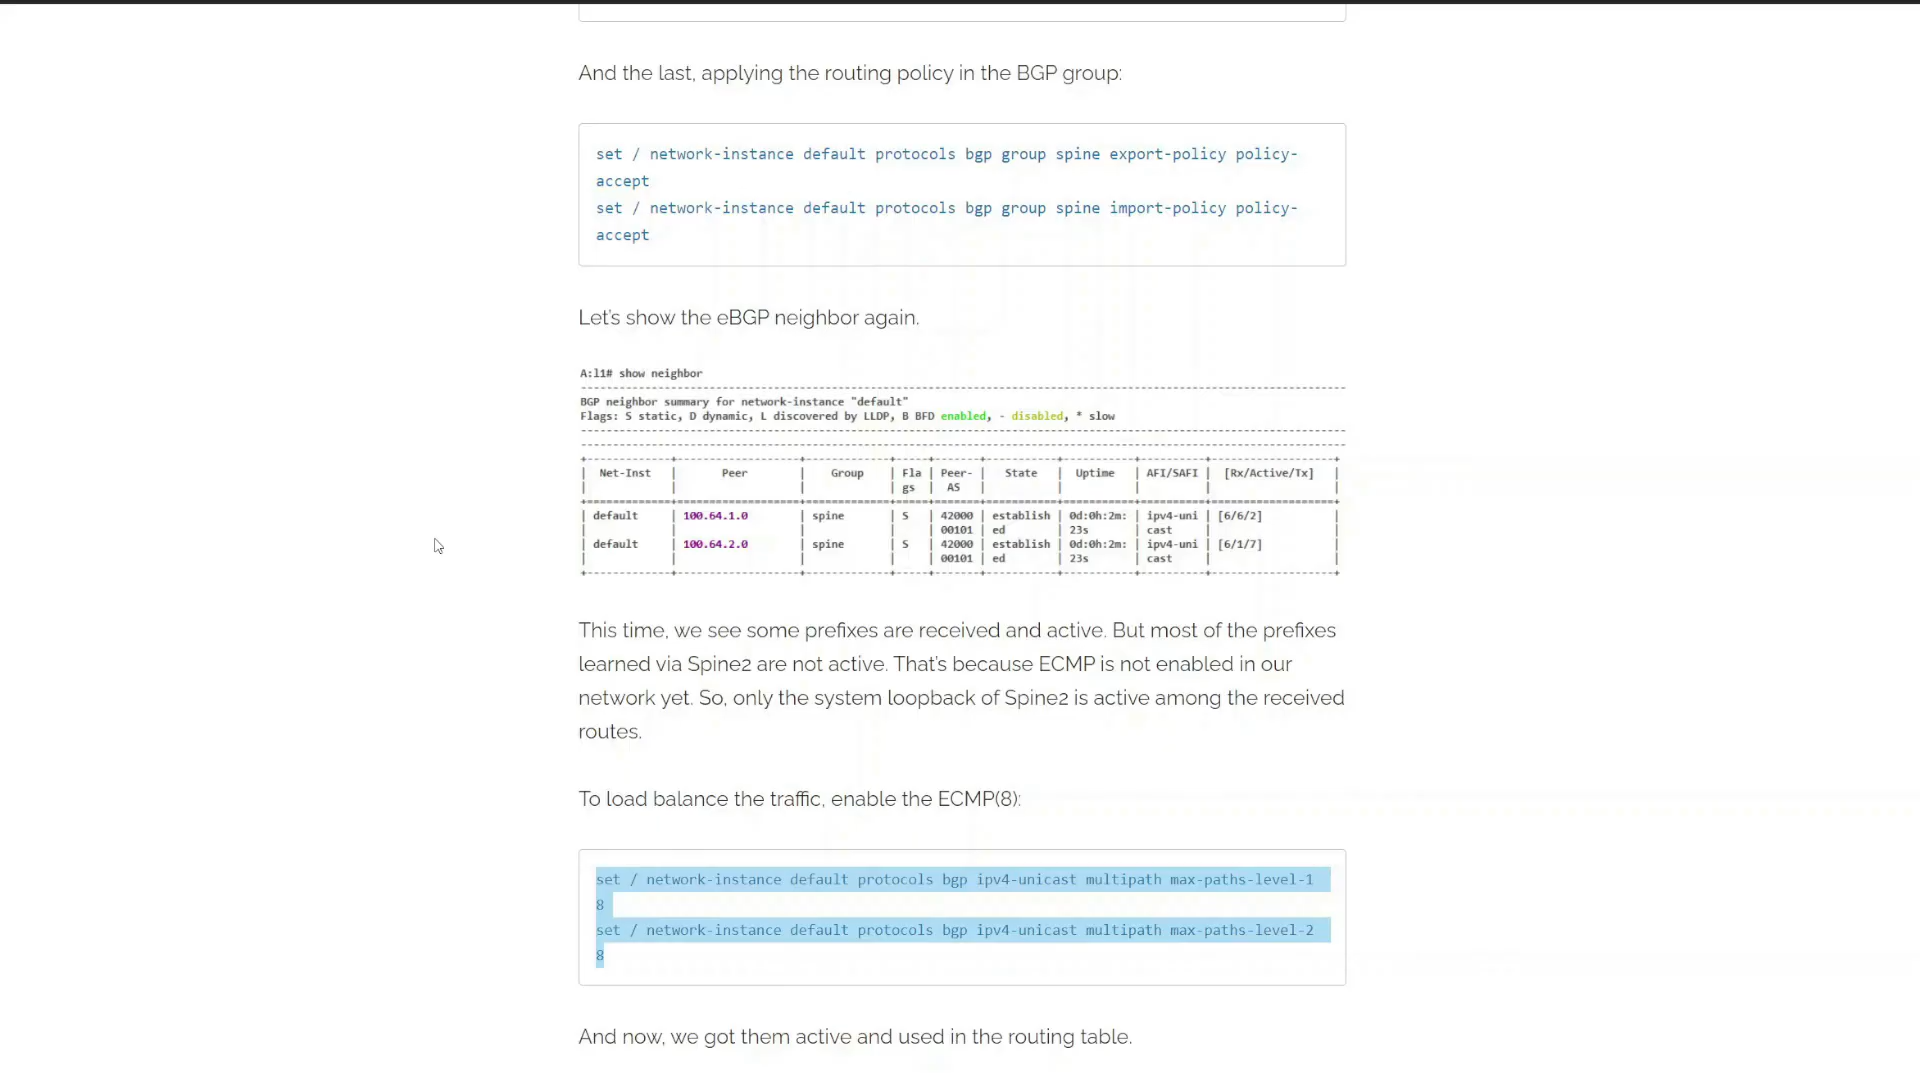 And the last, applying the routing policy in the BGP group:
set / network-instance default protocols bgp group spine export-policy policy-
accept
set / network-instance default protocols bgp group spine import-policy policy-
accept
Let's show the eBGP neighbor again.
A:l1# show neighbor
BGP neighbor summary for network-instance "default"
Flags: S static, D dynamic, L discovered by LLDP, B BFD enabled, - disabled, * slow
| Net-Inst | Peer | Group | Fla | Peer- | State | Uptime | AFI/SAFI | [Rx/Active/Tx] |
| | | | gs | AS | | | | |
| default | 100.64.1.0 | spine | S | 42000 | establish | 0d:0h:2m: | ipv4-uni | [6/6/2] |
| | | | | 00101 | ed | 23s | cast | |
| default | 100.64.2.0 | spine | S | 42000 | establish | 0d:0h:2m: | ipv4-uni | [6/1/7] |
| | | | | 00101 | ed | 23s | cast | |
This time, we see some prefixes are received and active. But most of the prefixes
learned via Spine2 are not active. That's because ECMP is not enabled in our
network yet. So, only the system loopback of Spine2 is active among the received
routes.
To load balance the traffic, enable the ECMP(8):
set / network-instance default protocols bgp ipv4-unicast multipath max-paths-level-1
8
set / network-instance default protocols bgp ipv4-unicast multipath max-paths-level-2
8
And now, we got them active and used in the routing table.